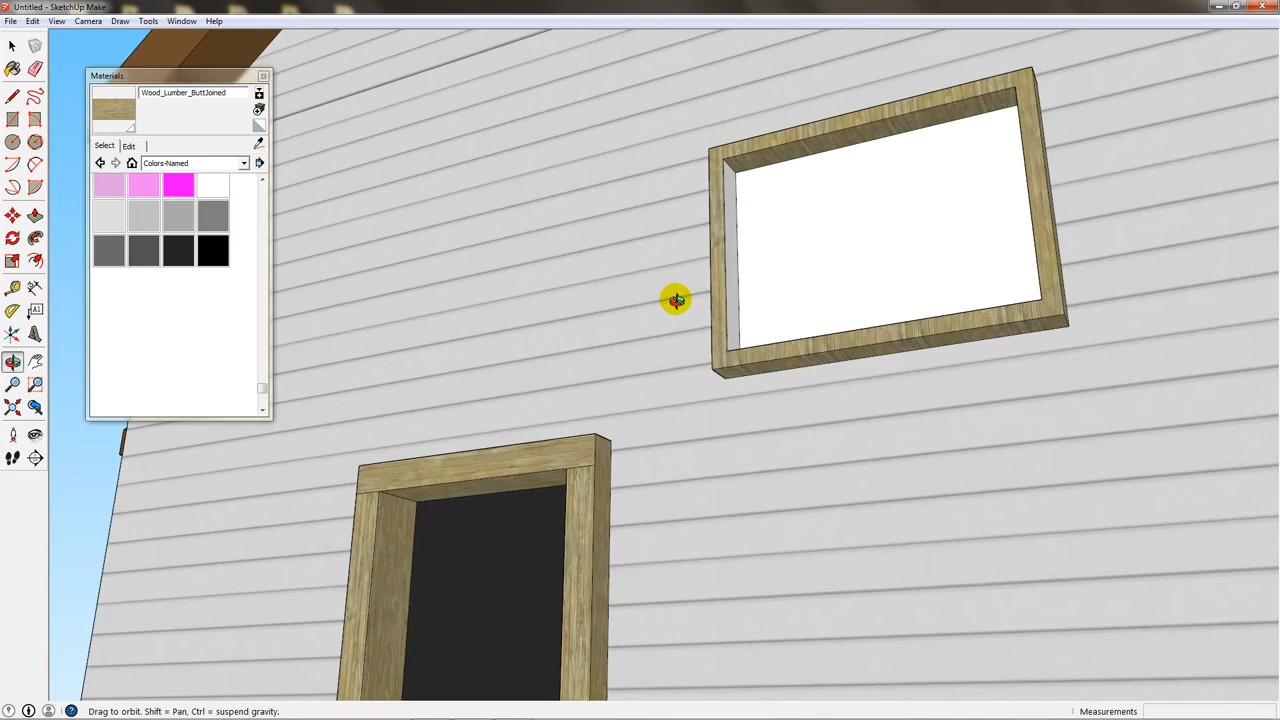 Untitled - SketchUp Make
File Edit View Camera Draw Tools Window Help
Materials
Wood_Lumber_ButtJoined
Select Edit
Colors-Named
A1
Drag to orbit. Shift = Pan, Ctrl = suspend gravity.
Measurements